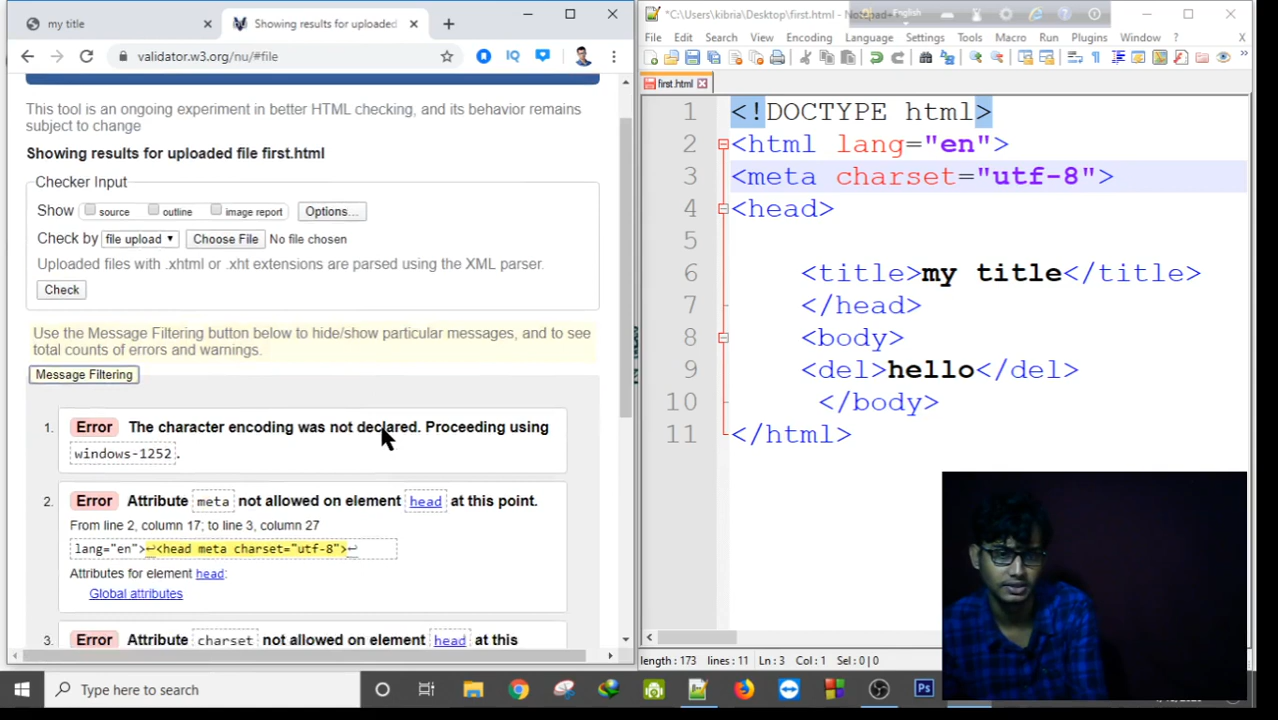 my title
Showing results for uploaded
validator.w3.org/nu/#file
This tool is an ongoing experiment in better HTML checking, and its behavior remains
subject to change
Showing results for uploaded file first.html
Checker Input
Show source outline image report Options...
Check by file upload Choose File No file chosen
Uploaded files with .xhtml or .xht extensions are parsed using the XML parser.
Check
Use the Message Filtering button below to hide/show particular messages, and to see
total counts of errors and warnings.
Message Filtering
1. Error The character encoding was not declared. Proceeding using
windows-1252.
2. Error Attribute meta not allowed on element head at this point.
From line 2, column 17; to line 3, column 27
lang="en">↩<head meta charset="utf-8">↩
Attributes for element head:
Global attributes
3. Error Attribute charset not allowed on element head at this
*C:\Users\kibria\Desktop\first.html - Notepad++
English
File Edit Search View Encoding Language Settings Tools Macro Run Plugins Window ?
first.html
1 <!DOCTYPE html>
2 <html lang="en">
3 <meta charset="utf-8">
4 <head>
5
6 <title>my title</title>
7 </head>
8 <body>
9 <del>hello</del>
10 </body>
11 </html>
length : 173 lines : 11 Ln : 3 Col : 1 Sel : 0 | 0
Type here to search
Ps